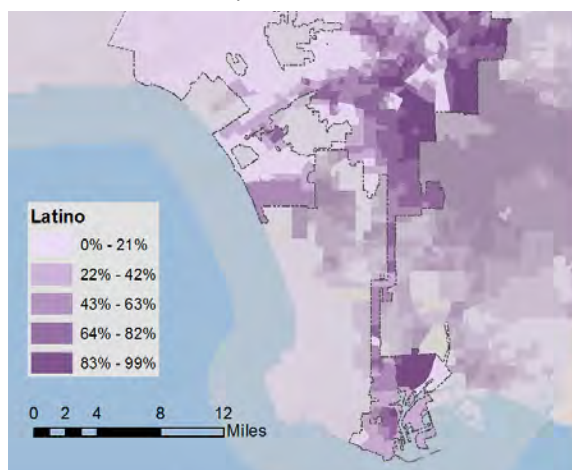 Latino
0% - 21%
22% - 42%
43% - 63%
64% - 82%
83% - 99%
0 2 4 8 12
Miles